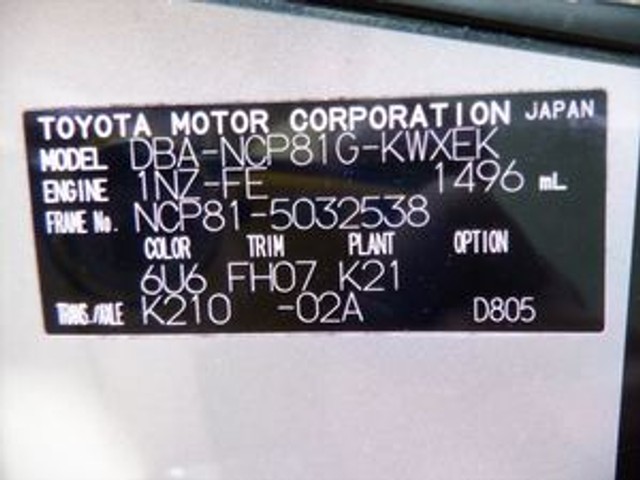 TOYOTA MOTOR CORPORATION JAPAN
MODEL DBA-NCP81G-KWXEK
ENGINE 1NZ-FE 1496 mL
FRAME No. NCP81-5032538
COLOR TRIM PLANT OPTION
6U6 FH07 K21
TRANS./AXLE K210 -02A D805